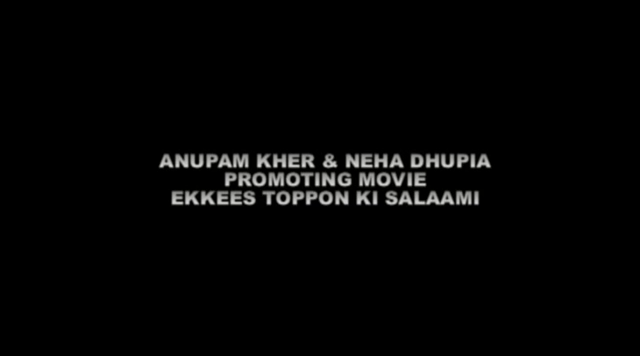 ANUPAM KHER & NEHA DHUPIA
PROMOTING MOVIE
EKKEES TOPPON KI SALAAMI